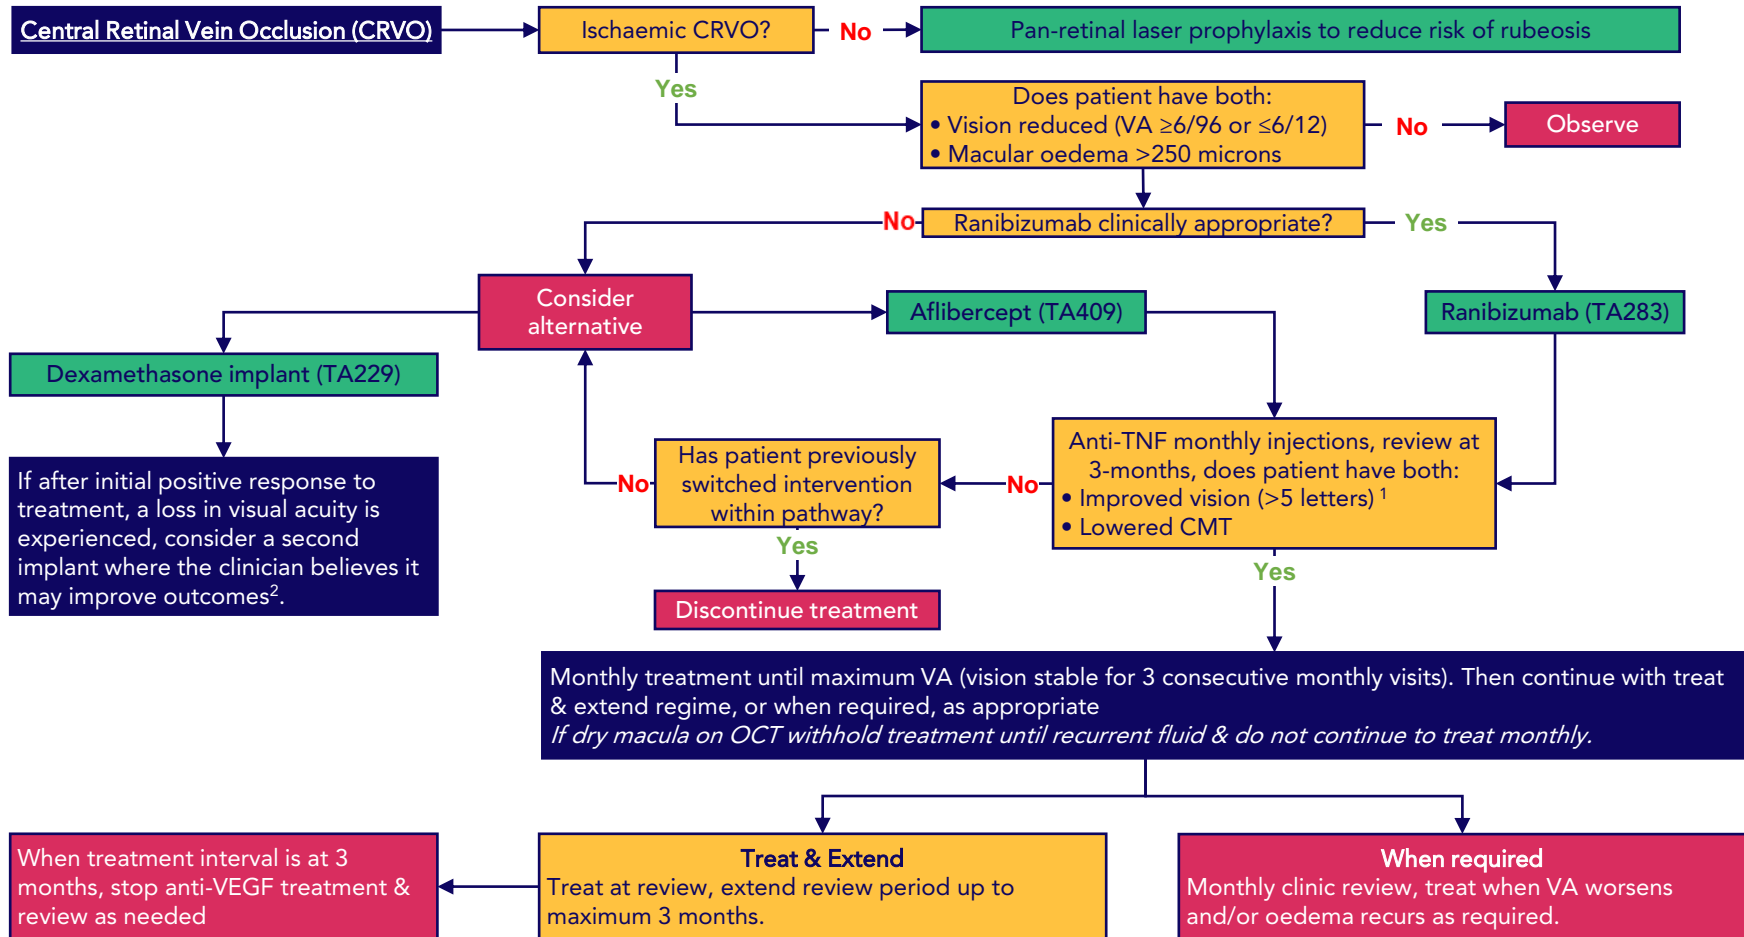 Central Retinal Vein Occlusion (CRVO)
Ischaemic CRVO?
No
Pan-retinal laser prophylaxis to reduce risk of rubeosis
Yes
Does patient have both:
• Vision reduced (VA ≥6/96 or ≤6/12)
• Macular oedema >250 microns
No
Observe
No
Ranibizumab clinically appropriate?
Yes
Consider
alternative
Aflibercept (TA409)
Ranibizumab (TA283)
Dexamethasone implant (TA229)
If after initial positive response to
treatment, a loss in visual acuity is
experienced, consider a second
implant where the clinician believes it
may improve outcomes².
No
Has patient previously
switched intervention
within pathway?
No
Anti-TNF monthly injections, review at
3-months, does patient have both:
• Improved vision (>5 letters) ¹
• Lowered CMT
Yes
Yes
Discontinue treatment
Monthly treatment until maximum VA (vision stable for 3 consecutive monthly visits). Then continue with treat
& extend regime, or when required, as appropriate
If dry macula on OCT withhold treatment until recurrent fluid & do not continue to treat monthly.
When treatment interval is at 3
months, stop anti-VEGF treatment &
review as needed
Treat & Extend
Treat at review, extend review period up to
maximum 3 months.
When required
Monthly clinic review, treat when VA worsens
and/or oedema recurs as required.